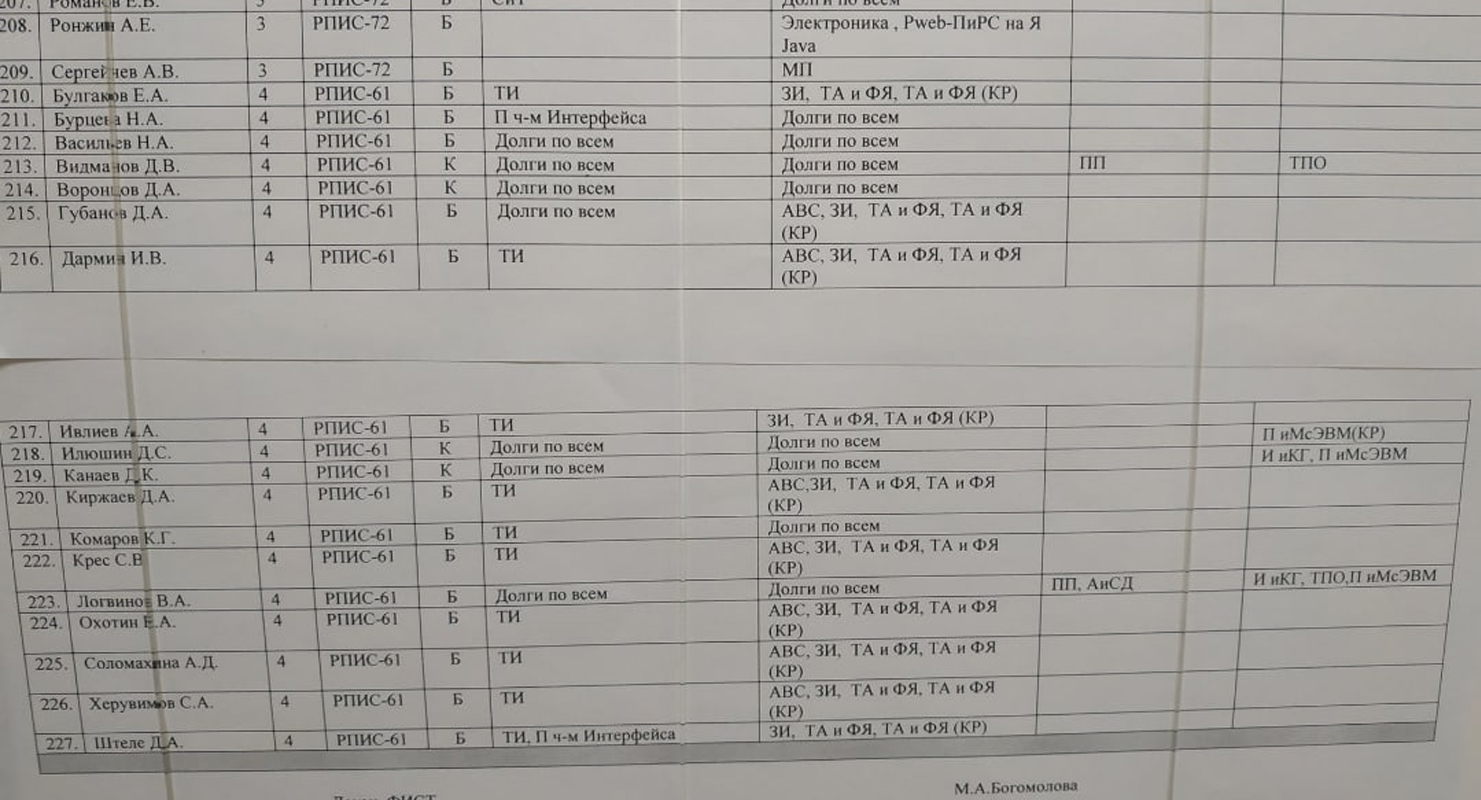 207. Романов Е.В. 3 РПИС-72 Б СиТ Долги по всем
208. Ронжин А.Е. 3 РПИС-72 Б Электроника , Pweb-ПиРС на Я
Java
209. А.В. 3 РПИС-72 Б МП
210. Булгаков Е.А. 4 РПИС-61 Б ТИ ЗИ, ТА и ФЯ, ТА и ФЯ (КР)
211. Бурцева Н.А. 4 РПИС-61 Б П ч-м Интерфейса Долги по всем
212. Васильев Н.А. 4 РПИС-61 Б Долги по всем Долги по всем
213. Видманов Д.В. 4 РПИС-61 К Долги по всем Долги по всем ПП ТПО
214. Воронцов Д.А. 4 РПИС-61 К Долги по всем Долги по всем
215. Губанов Д.А. 4 РПИС-61 Б Долги по всем АВС, ЗИ, ТА и ФЯ, ТА и ФЯ
(КР)
216. Дармин И.В. 4 РПИС-61 Б ТИ АВС, ЗИ, ТА и ФЯ, ТА и ФЯ
(КР)
217. Ивлиев А.А. 4 РПИС-61 Б ТИ ЗИ, ТА и ФЯ, ТА и ФЯ (КР)
218. Илюшин Д.С. 4 РПИС-61 К Долги по всем Долги по всем П иМсЭВМ(КР)
219. Канаев Д.К. 4 РПИС-61 К Долги по всем Долги по всем И иКГ, П иМсЭВМ
220. Киржаев Д.А. 4 РПИС-61 Б ТИ АВС,ЗИ, ТА и ФЯ, ТА и ФЯ
(КР)
221. Комаров К.Г. 4 РПИС-61 Б ТИ Долги по всем
222. Крес С.В 4 РПИС-61 Б ТИ АВС, ЗИ, ТА и ФЯ, ТА и ФЯ
(КР)
223. Логвинов В.А. 4 РПИС-61 Б Долги по всем Долги по всем ПП, АиСД И иКГ, ТПО,П иМсЭВМ
224. Охотин Е.А. 4 РПИС-61 Б ТИ АВС, ЗИ, ТА и ФЯ, ТА и ФЯ
(КР)
225. Соломахина А.Д. 4 РПИС-61 Б ТИ АВС, ЗИ, ТА и ФЯ, ТА и ФЯ
(КР)
226. Херувимов С.А. 4 РПИС-61 Б ТИ АВС, ЗИ, ТА и ФЯ, ТА и ФЯ
(КР)
227. Штеле Д.А. 4 РПИС-61 Б ТИ, П ч-м Интерфейса ЗИ, ТА и ФЯ, ТА и ФЯ (КР)
Декан ФИСТ М.А.Богомолова